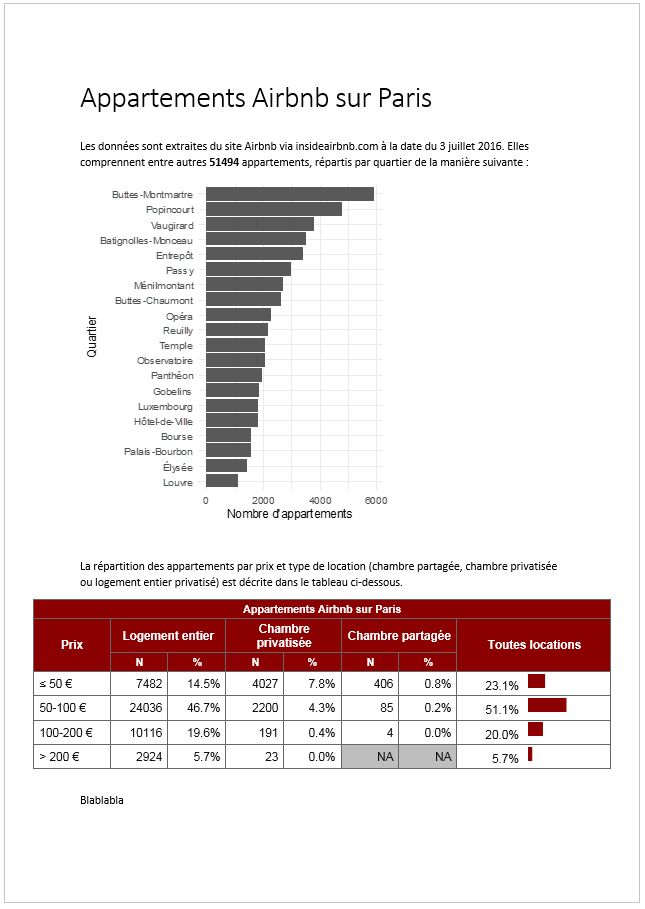 Appartements Airbnb sur Paris
Les données sont extraites du site Airbnb via insideairbnb.com à la date du 3 juillet 2016. Elles
comprennent entre autres 51494 appartements, répartis par quartier de la manière suivante :
Quartier
Buttes-Montmartre
Popincourt
Vaugirard
Batignolles-Monceau
Entrepôt
Passy
Ménilmontant
Buttes-Chaumont
Opéra
Reuilly
Temple
Observatoire
Panthéon
Gobelins
Luxembourg
Hôtel-de-Ville
Bourse
Palais-Bourbon
Élysée
Louvre
0 2000 4000 6000
Nombre d'appartements
La répartition des appartements par prix et type de location (chambre partagée, chambre privatisée
ou logement entier privatisé) est décrite dans le tableau ci-dessous.
Appartements Airbnb sur Paris
Prix Logement entier Chambre privatisée Chambre partagée Toutes locations
N % N % N %
≤ 50 € 7482 14.5% 4027 7.8% 406 0.8% 23.1%
50-100 € 24036 46.7% 2200 4.3% 85 0.2% 51.1%
100-200 € 10116 19.6% 191 0.4% 4 0.0% 20.0%
> 200 € 2924 5.7% 23 0.0% NA NA 5.7%
Blablabla